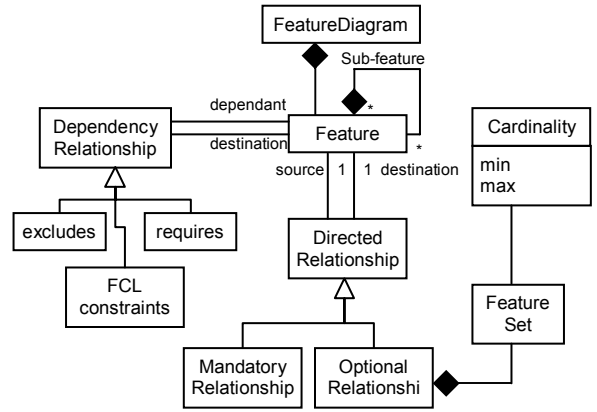 FeatureDiagram
Sub-feature
*
dependant
Dependency
Relationship
Feature
Cardinality
destination
*
source 1 1 destination
min
max
excludes
requires
Directed
Relationship
FCL
constraints
Feature
Set
Mandatory
Relationship
Optional
Relationshi